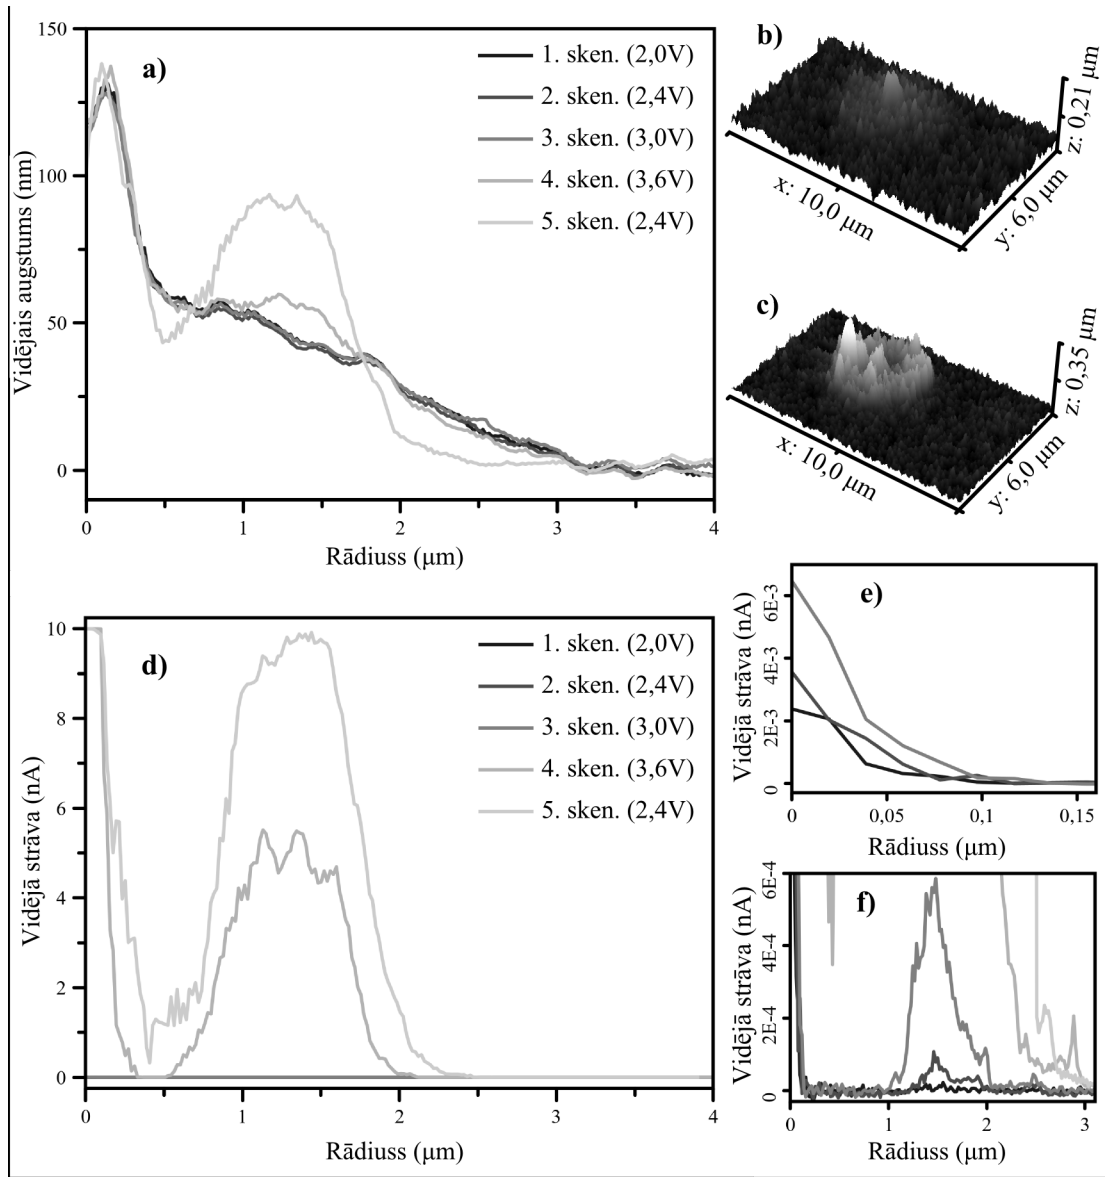 a)
150
100
50
0
Vidējais augstums (nm)
1. sken. (2,0V)
2. sken. (2,4V)
3. sken. (3,0V)
4. sken. (3,6V)
5. sken. (2,4V)
0 1 2 3 4
Rādiuss (μm)
b)
x: 10,0 μm
y: 6,0 μm
z: 0,21 μm
c)
x: 10,0 μm
y: 6,0 μm
z: 0,35 μm
d)
10
8
6
4
2
0
Vidējā strāva (nA)
1. sken. (2,0V)
2. sken. (2,4V)
3. sken. (3,0V)
4. sken. (3,6V)
5. sken. (2,4V)
0 1 2 3 4
Rādiuss (μm)
e)
6E-3
4E-3
2E-3
0
Vidējā strāva (nA)
0 0,05 0,1 0,15
Rādiuss (μm)
f)
6E-4
4E-4
2E-4
0
Vidējā strāva (nA)
0 1 2 3
Rādiuss (μm)